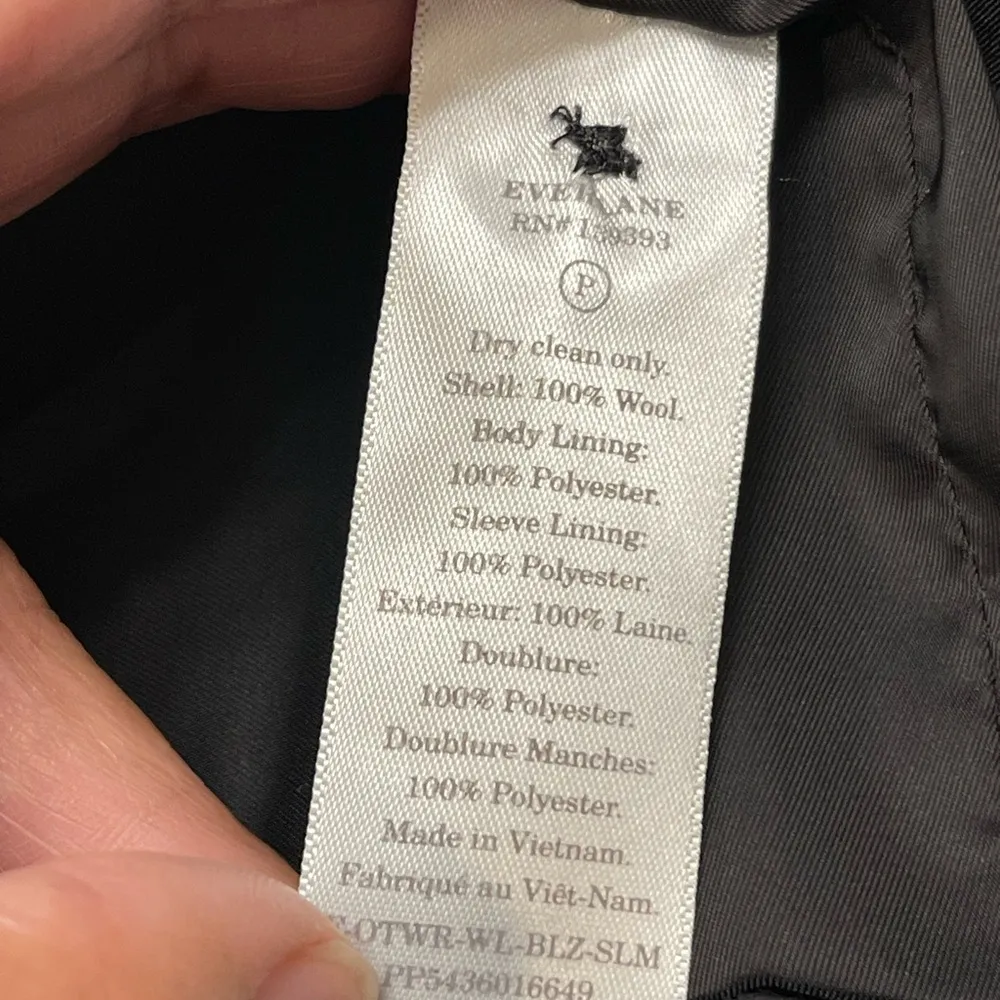 EVERLANE
RN# 139393
P
Dry clean only.
Shell: 100% Wool.
Body Lining:
100% Polyester.
Sleeve Lining:
100% Polyester.
Extérieur: 100% Laine.
Doublure:
100% Polyester.
Doublure Manches:
100% Polyester.
Made in Vietnam.
Fabriqué au Viêt-Nam.
-OTWR-WL-BLZ-SLM
PP5436016649